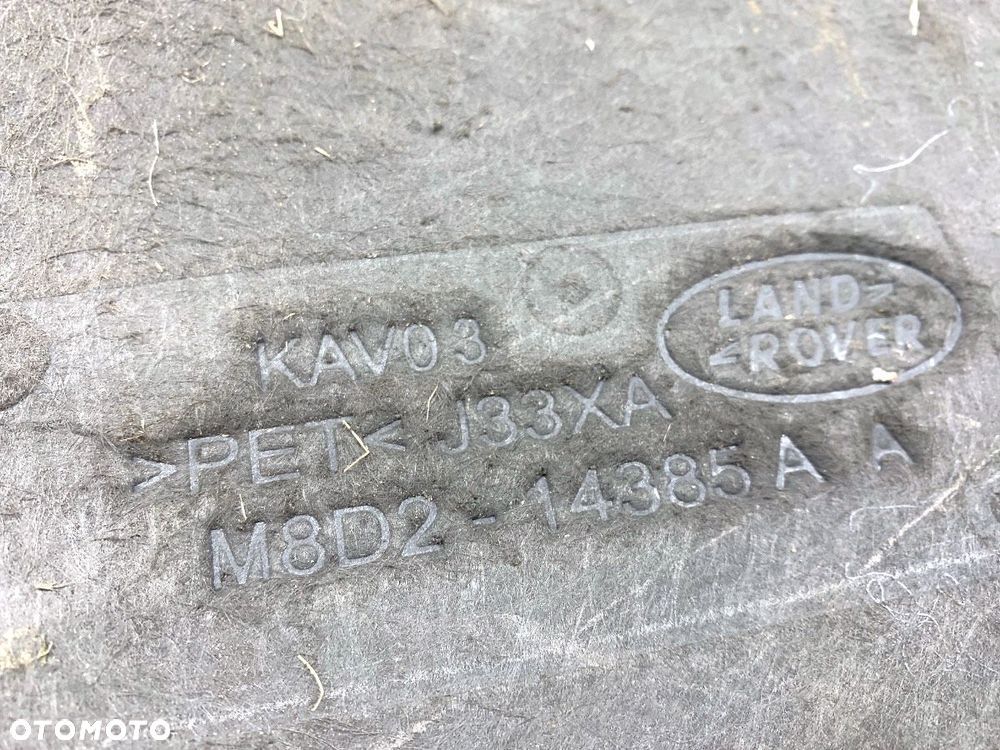 LAND
ROVER
KAV03
>PET< J33XA
M8D2 - 14385 A A
OTOMOTO